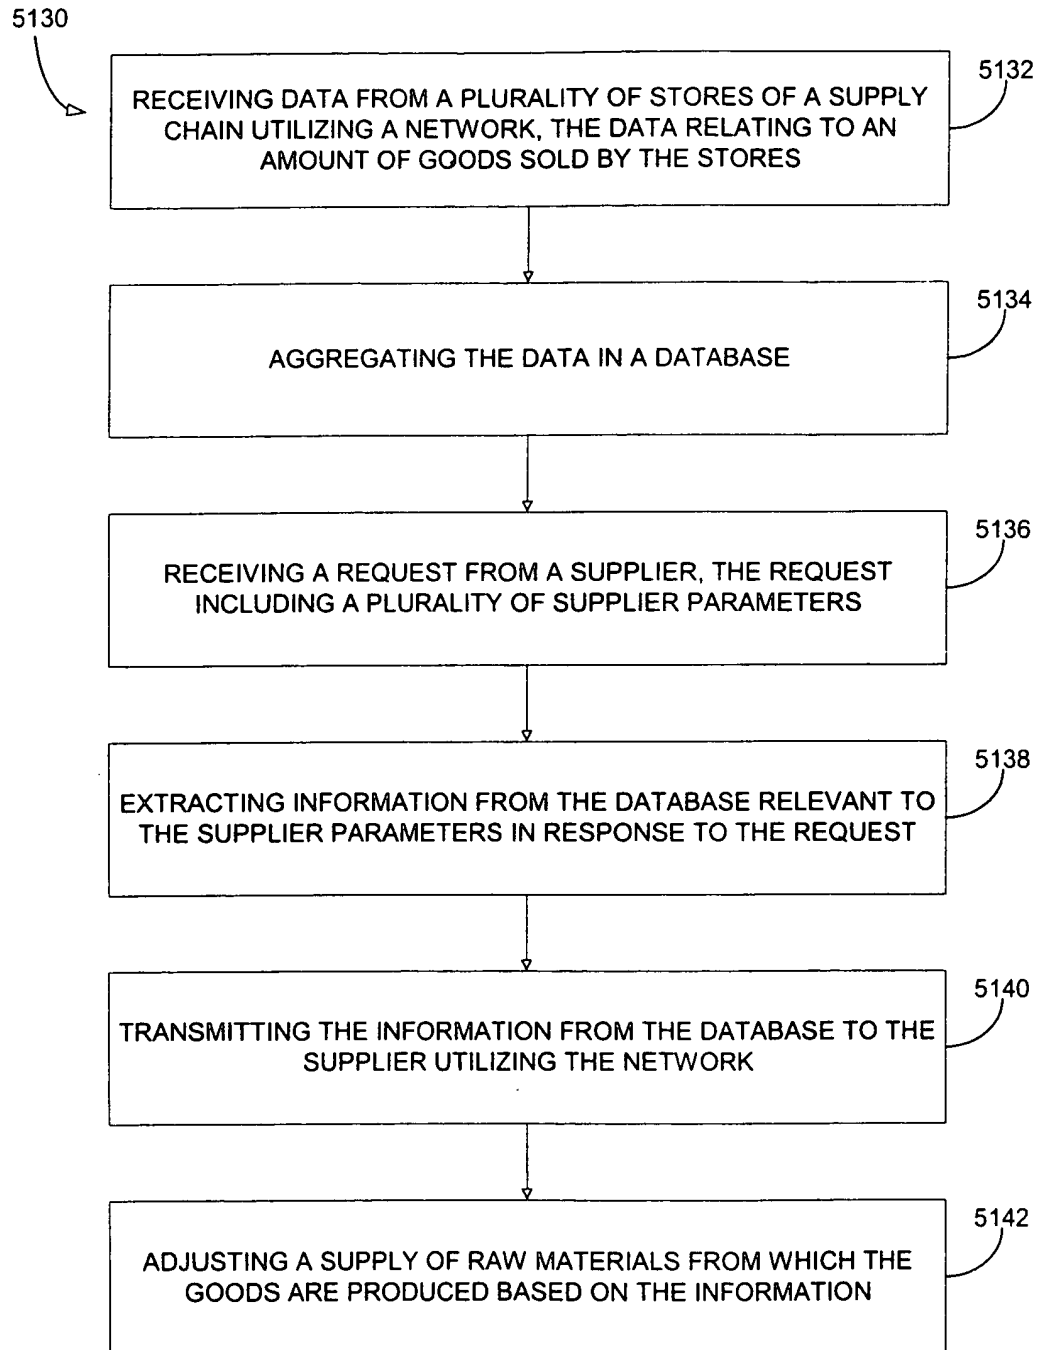 5130
5132
RECEIVING DATA FROM A PLURALITY OF STORES OF A SUPPLY
CHAIN UTILIZING A NETWORK, THE DATA RELATING TO AN
AMOUNT OF GOODS SOLD BY THE STORES
5134
AGGREGATING THE DATA IN A DATABASE
5136
RECEIVING A REQUEST FROM A SUPPLIER, THE REQUEST
INCLUDING A PLURALITY OF SUPPLIER PARAMETERS
5138
EXTRACTING INFORMATION FROM THE DATABASE RELEVANT TO
THE SUPPLIER PARAMETERS IN RESPONSE TO THE REQUEST
5140
TRANSMITTING THE INFORMATION FROM THE DATABASE TO THE
SUPPLIER UTILIZING THE NETWORK
5142
ADJUSTING A SUPPLY OF RAW MATERIALS FROM WHICH THE
GOODS ARE PRODUCED BASED ON THE INFORMATION